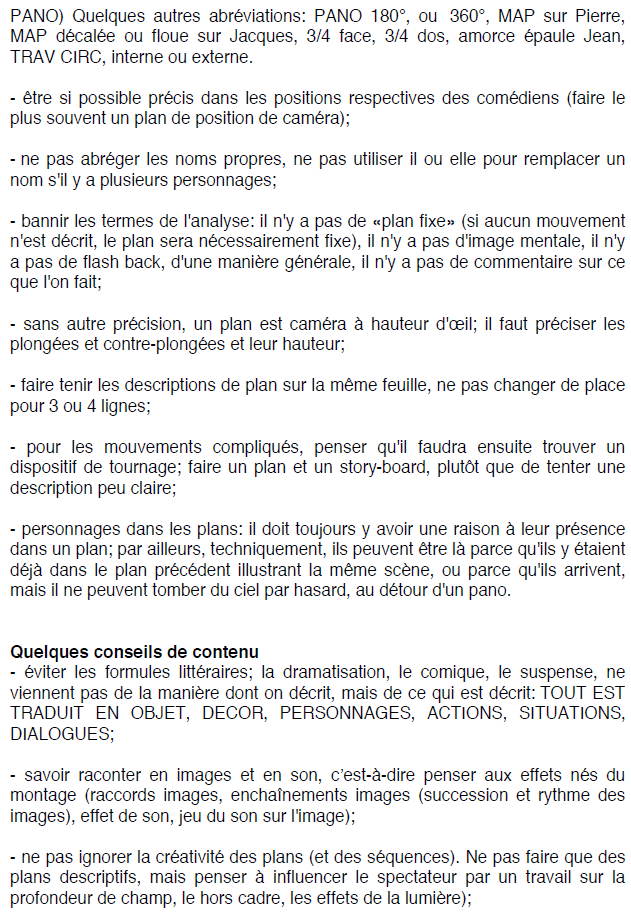 PANO) Quelques autres abréviations: PANO 180°, ou 360°, MAP sur Pierre,
MAP décalée ou floue sur Jacques, 3/4 face, 3/4 dos, amorce épaule Jean,
TRAV CIRC, interne ou externe.
- être si possible précis dans les positions respectives des comédiens (faire le
plus souvent un plan de position de caméra);
- ne pas abréger les noms propres, ne pas utiliser il ou elle pour remplacer un
nom s'il y a plusieurs personnages;
- bannir les termes de l'analyse: il n'y a pas de «plan fixe» (si aucun mouvement
n'est décrit, le plan sera nécessairement fixe), il n'y a pas d'image mentale, il n'y
a pas de flash back, d'une manière générale, il n'y a pas de commentaire sur ce
que l'on fait;
- sans autre précision, un plan est caméra à hauteur d'œil; il faut préciser les
plongées et contre-plongées et leur hauteur;
- faire tenir les descriptions de plan sur la même feuille, ne pas changer de place
pour 3 ou 4 lignes;
- pour les mouvements compliqués, penser qu'il faudra ensuite trouver un
dispositif de tournage; faire un plan et un story-board, plutôt que de tenter une
description peu claire;
- personnages dans les plans: il doit toujours y avoir une raison à leur présence
dans un plan; par ailleurs, techniquement, ils peuvent être là parce qu'ils y étaient
déjà dans le plan précédent illustrant la même scène, ou parce qu'ils arrivent,
mais il ne peuvent tomber du ciel par hasard, au détour d'un pano.
Quelques conseils de contenu
- éviter les formules littéraires; la dramatisation, le comique, le suspense, ne
viennent pas de la manière dont on décrit, mais de ce qui est décrit: TOUT EST
TRADUIT EN OBJET, DECOR, PERSONNAGES, ACTIONS, SITUATIONS,
DIALOGUES;
- savoir raconter en images et en son, c'est-à-dire penser aux effets nés du
montage (raccords images, enchaînements images (succession et rythme des
images), effet de son, jeu du son sur l'image);
- ne pas ignorer la créativité des plans (et des séquences). Ne pas faire que des
plans descriptifs, mais penser à influencer le spectateur par un travail sur la
profondeur de champ, le hors cadre, les effets de la lumière);